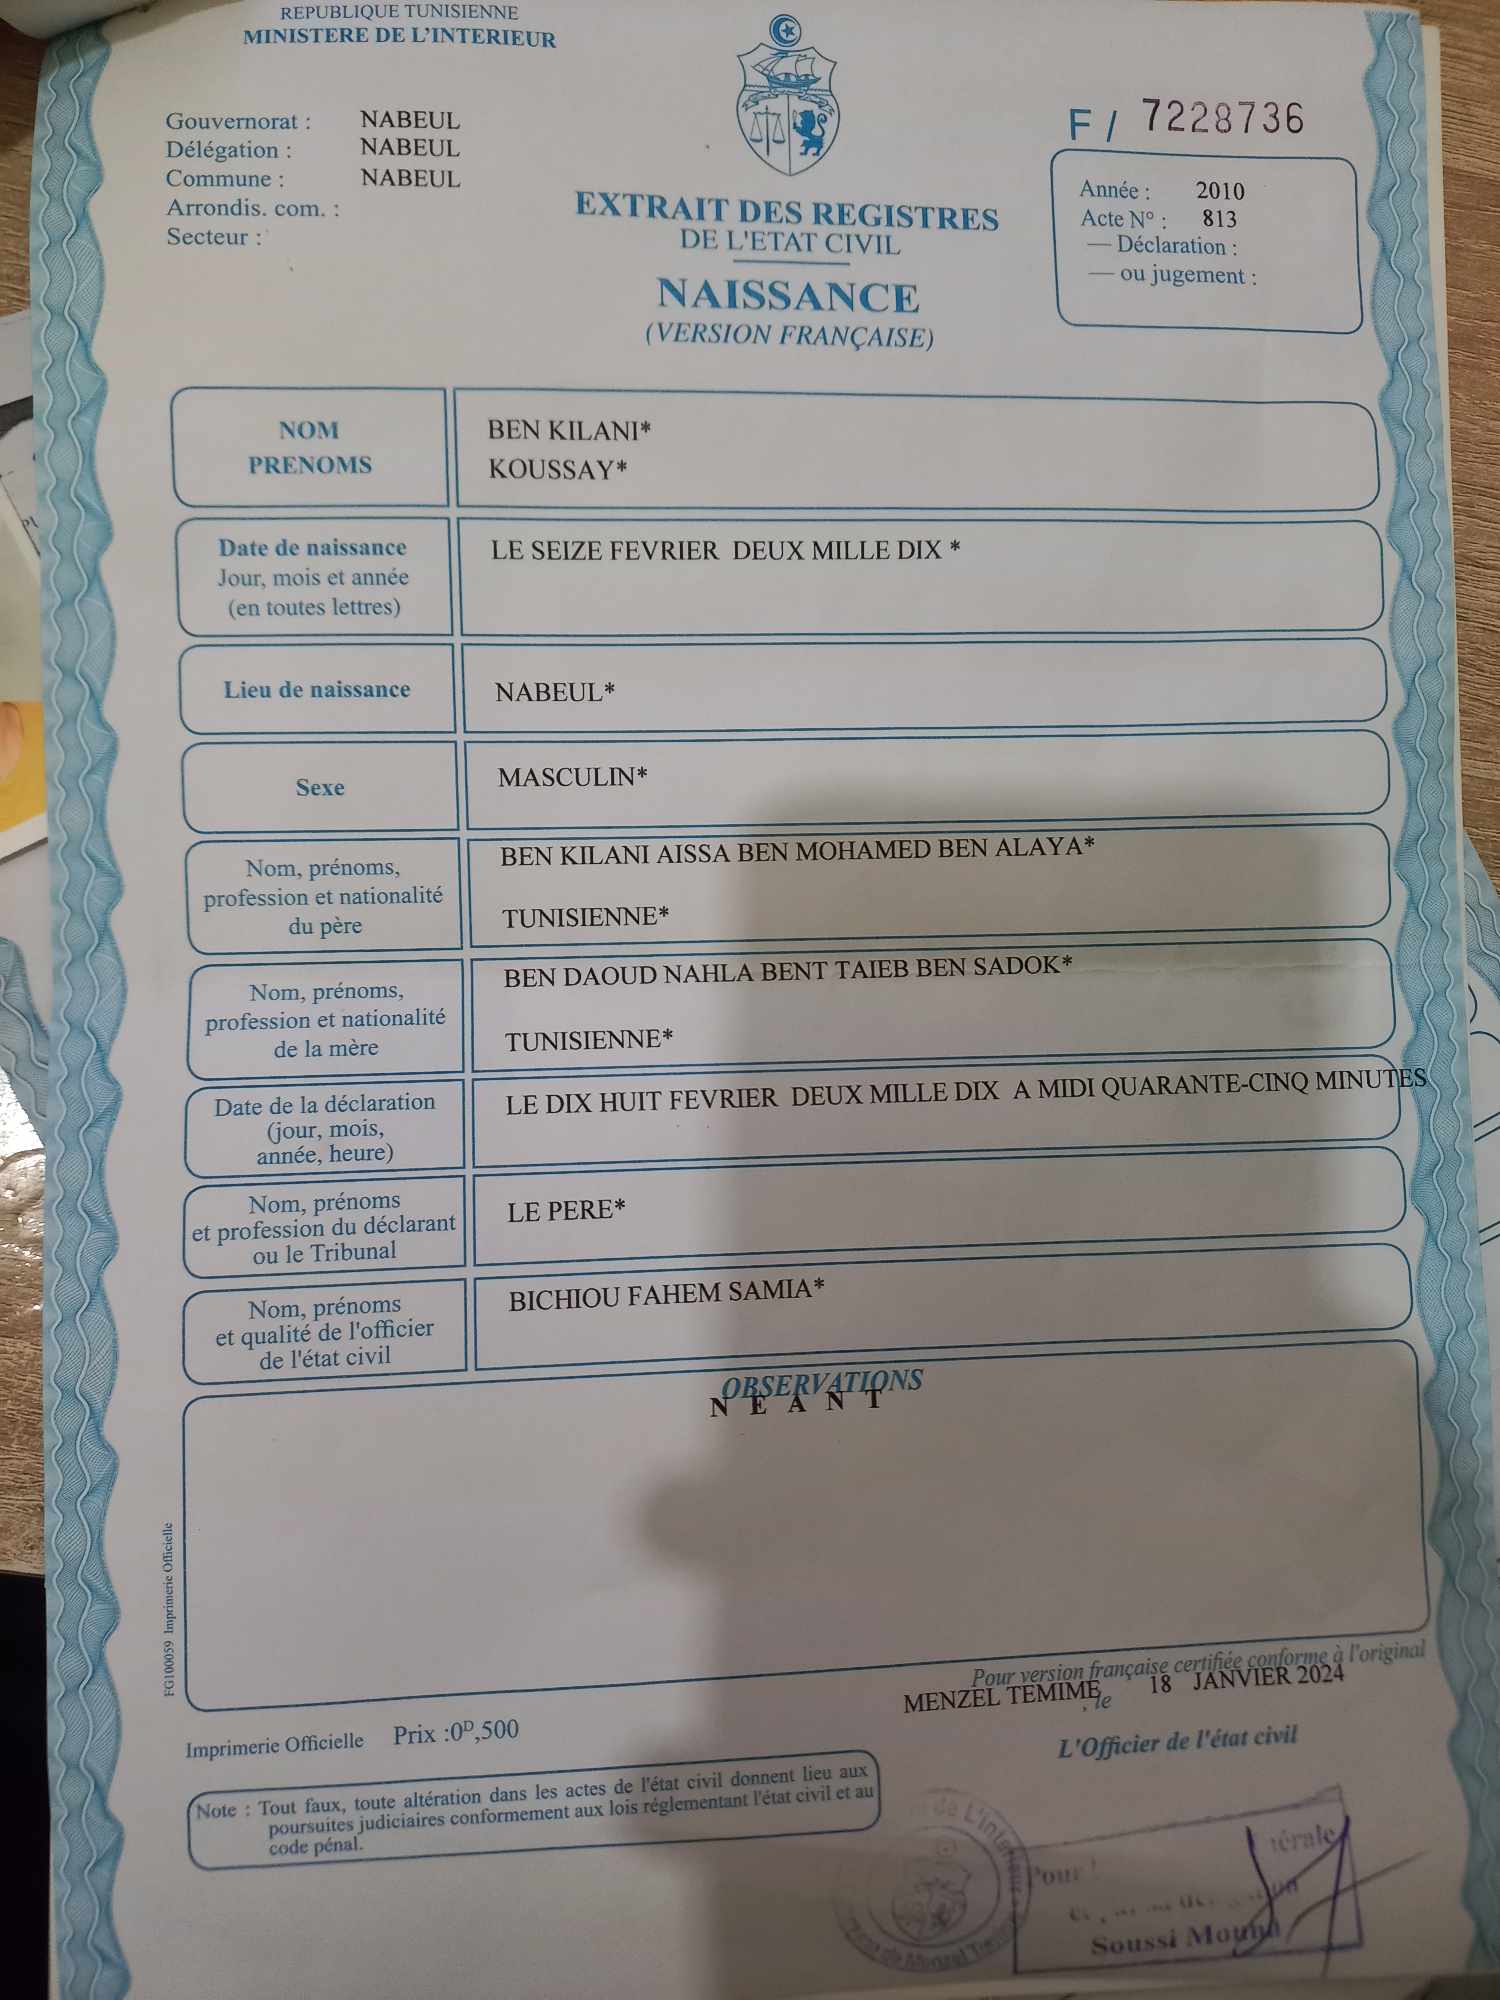 REPUBLIQUE TUNISIENNE
MINISTERE DE L'INTERIEUR
Gouvernorat : NABEUL
Délégation : NABEUL
Commune : NABEUL
Arrondis. com. :
Secteur :
EXTRAIT DES REGISTRES
DE L'ETAT CIVIL
NAISSANCE
(VERSION FRANÇAISE)
F / 7228736
Année : 2010
Acte N° : 813
— Déclaration :
— ou jugement :
NOM
PRENOMS
BEN KILANI*
KOUSSAY*
Date de naissance
Jour, mois et année
(en toutes lettres)
LE SEIZE FEVRIER DEUX MILLE DIX *
Lieu de naissance
NABEUL*
Sexe
MASCULIN*
Nom, prénoms,
profession et nationalité
du père
BEN KILANI AISSA BEN MOHAMED BEN ALAYA*
TUNISIENNE*
Nom, prénoms,
profession et nationalité
de la mère
BEN DAOUD NAHLA BENT TAIEB BEN SADOK*
TUNISIENNE*
Date de la déclaration
(jour, mois,
année, heure)
LE DIX HUIT FEVRIER DEUX MILLE DIX A MIDI QUARANTE-CINQ MINUTES
Nom, prénoms
et profession du déclarant
ou le Tribunal
LE PERE*
Nom, prénoms
et qualité de l'officier
de l'état civil
BICHIOU FAHEM SAMIA*
OBSERVATIONS
N E A N T
FG100059 Imprimerie Officielle
Pour version française certifiée conforme à l'original
MENZEL TEMIME , le 18 JANVIER 2024
L'Officier de l'état civil
Imprimerie Officielle Prix :0ᴰ,500
Note : Tout faux, toute altération dans les actes de l'état civil donnent lieu aux
poursuites judiciaires conformement aux lois réglementant l'état civil et au
code pénal.
de L'Interieur
de Menzel
Pour
Soussi Mouna